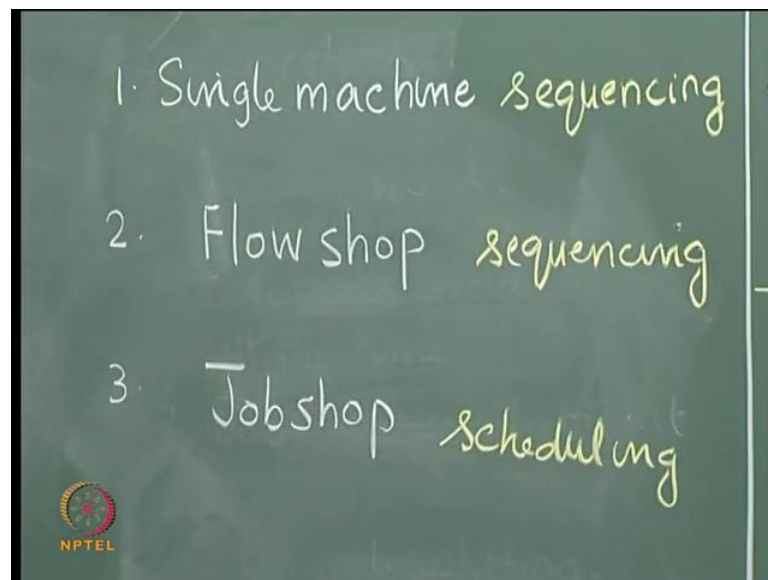 1. Single machine sequencing
2. Flow shop sequencing
3. Jobshop scheduling
NPTEL